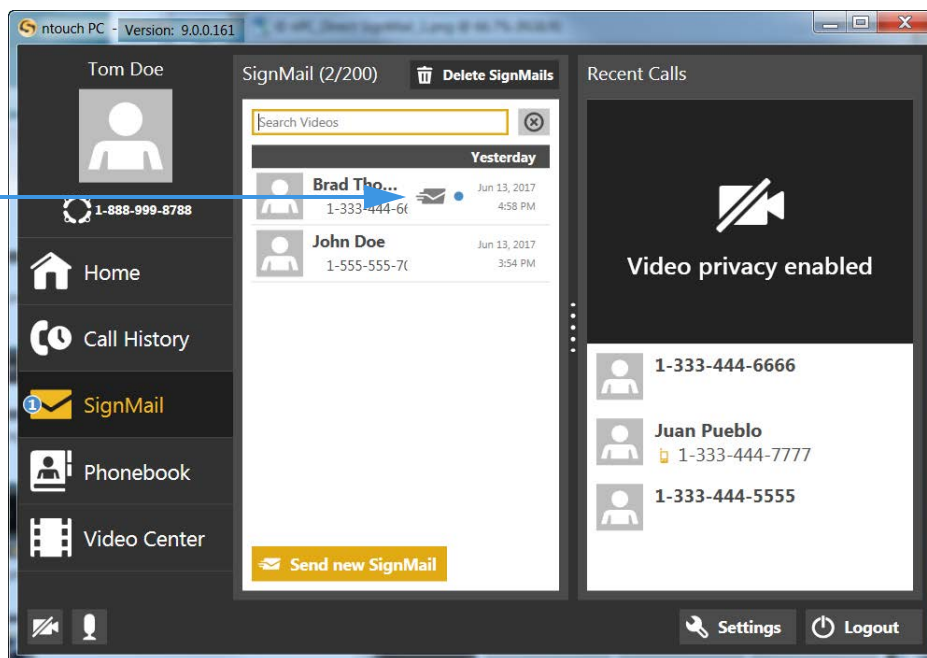 ntouch PC - Version: 9.0.0.161
Tom Doe
1-888-999-8788
Home
Call History
1
SignMail
Phonebook
Video Center
SignMail (2/200)
Delete SignMails
Search Videos
Yesterday
Brad Tho...
Jun 13, 2017
1-333-444-66
4:58 PM
John Doe
Jun 13, 2017
1-555-555-70
3:54 PM
Send new SignMail
Recent Calls
Video privacy enabled
1-333-444-6666
Juan Pueblo
1-333-444-7777
1-333-444-5555
Settings
Logout